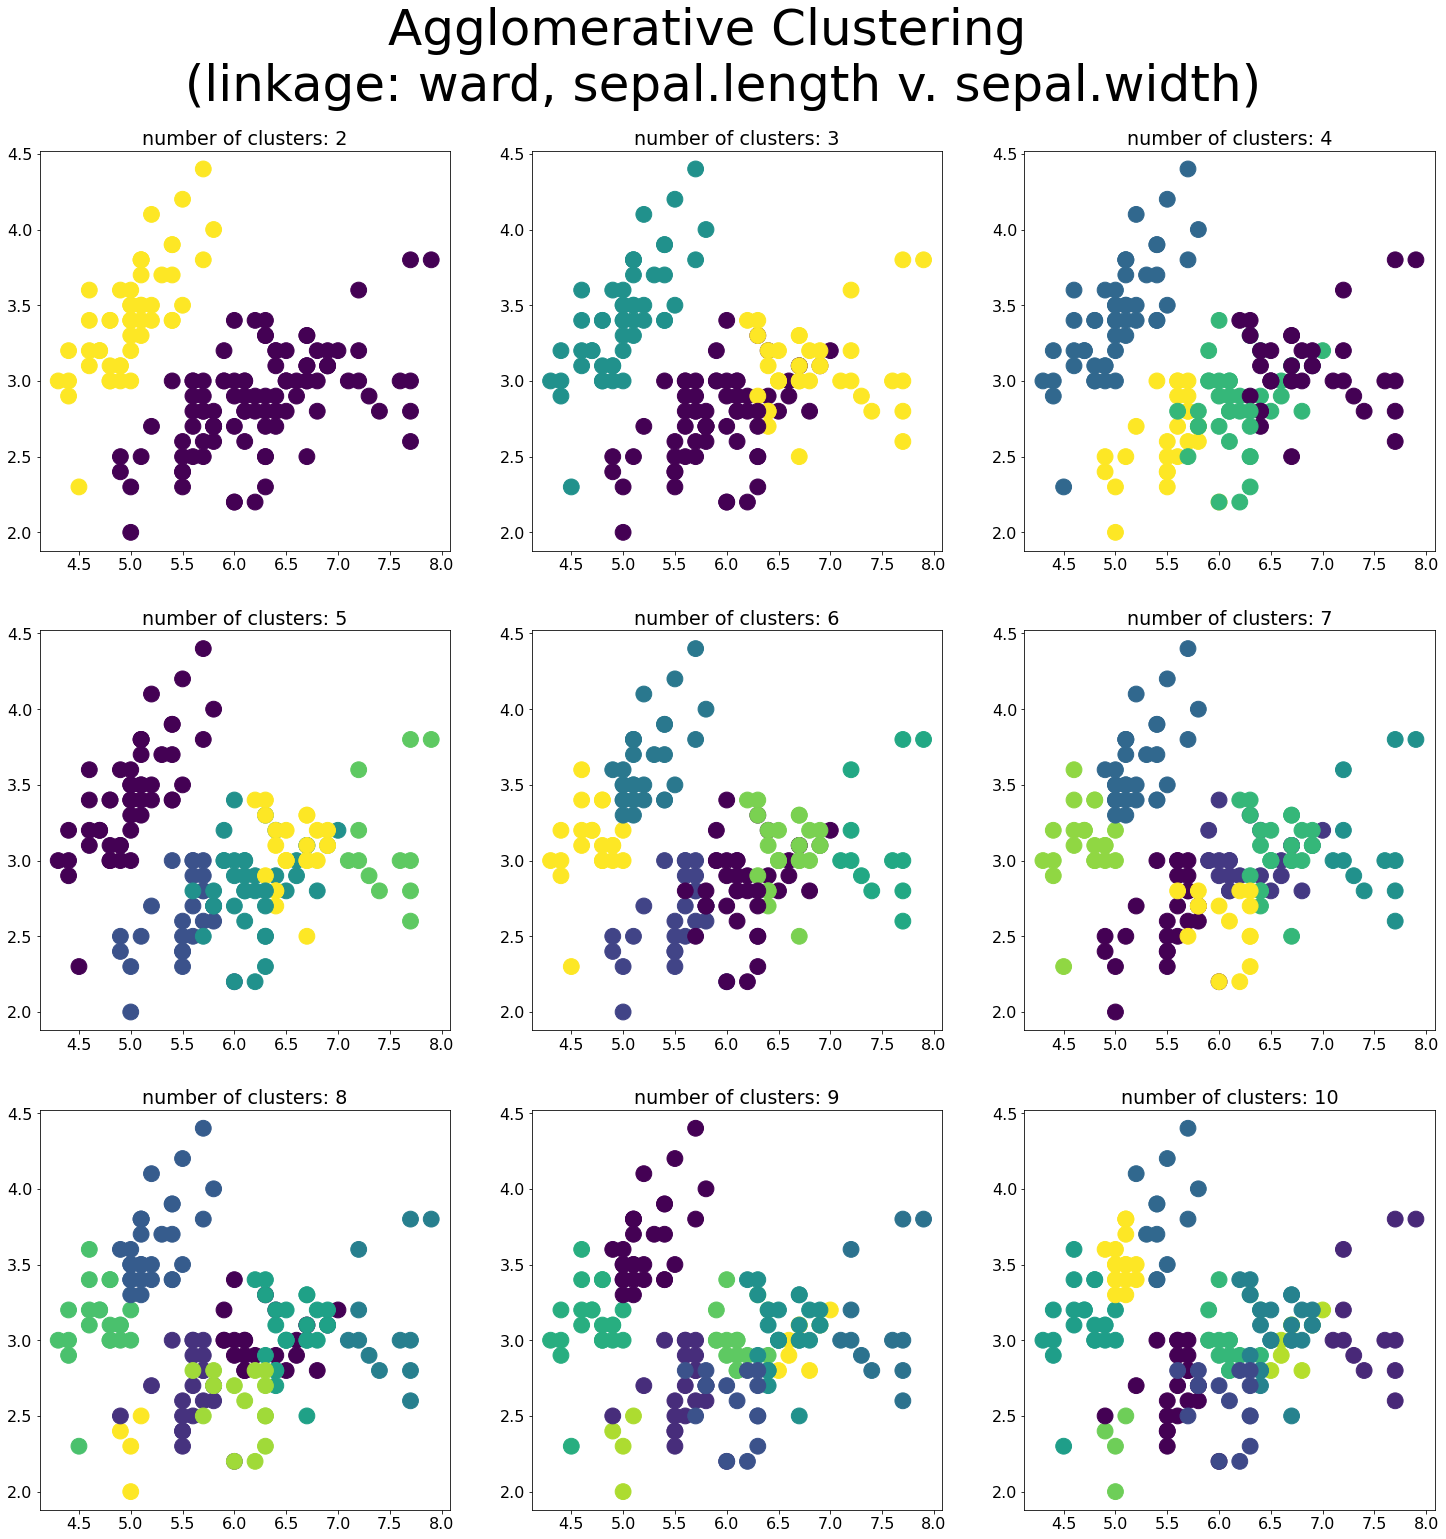 Agglomerative Clustering
(linkage: ward, sepal.length v. sepal.width)
number of clusters: 2
4.5
4.0
3.5
3.0
2.5
2.0
4.5 5.0 5.5 6.0 6.5 7.0 7.5 8.0
number of clusters: 3
4.5
4.0
3.5
3.0
2.5
2.0
4.5 5.0 5.5 6.0 6.5 7.0 7.5 8.0
number of clusters: 4
4.5
4.0
3.5
3.0
2.5
2.0
4.5 5.0 5.5 6.0 6.5 7.0 7.5 8.0
number of clusters: 5
4.5
4.0
3.5
3.0
2.5
2.0
4.5 5.0 5.5 6.0 6.5 7.0 7.5 8.0
number of clusters: 6
4.5
4.0
3.5
3.0
2.5
2.0
4.5 5.0 5.5 6.0 6.5 7.0 7.5 8.0
number of clusters: 7
4.5
4.0
3.5
3.0
2.5
2.0
4.5 5.0 5.5 6.0 6.5 7.0 7.5 8.0
number of clusters: 8
4.5
4.0
3.5
3.0
2.5
2.0
4.5 5.0 5.5 6.0 6.5 7.0 7.5 8.0
number of clusters: 9
4.5
4.0
3.5
3.0
2.5
2.0
4.5 5.0 5.5 6.0 6.5 7.0 7.5 8.0
number of clusters: 10
4.5
4.0
3.5
3.0
2.5
2.0
4.5 5.0 5.5 6.0 6.5 7.0 7.5 8.0